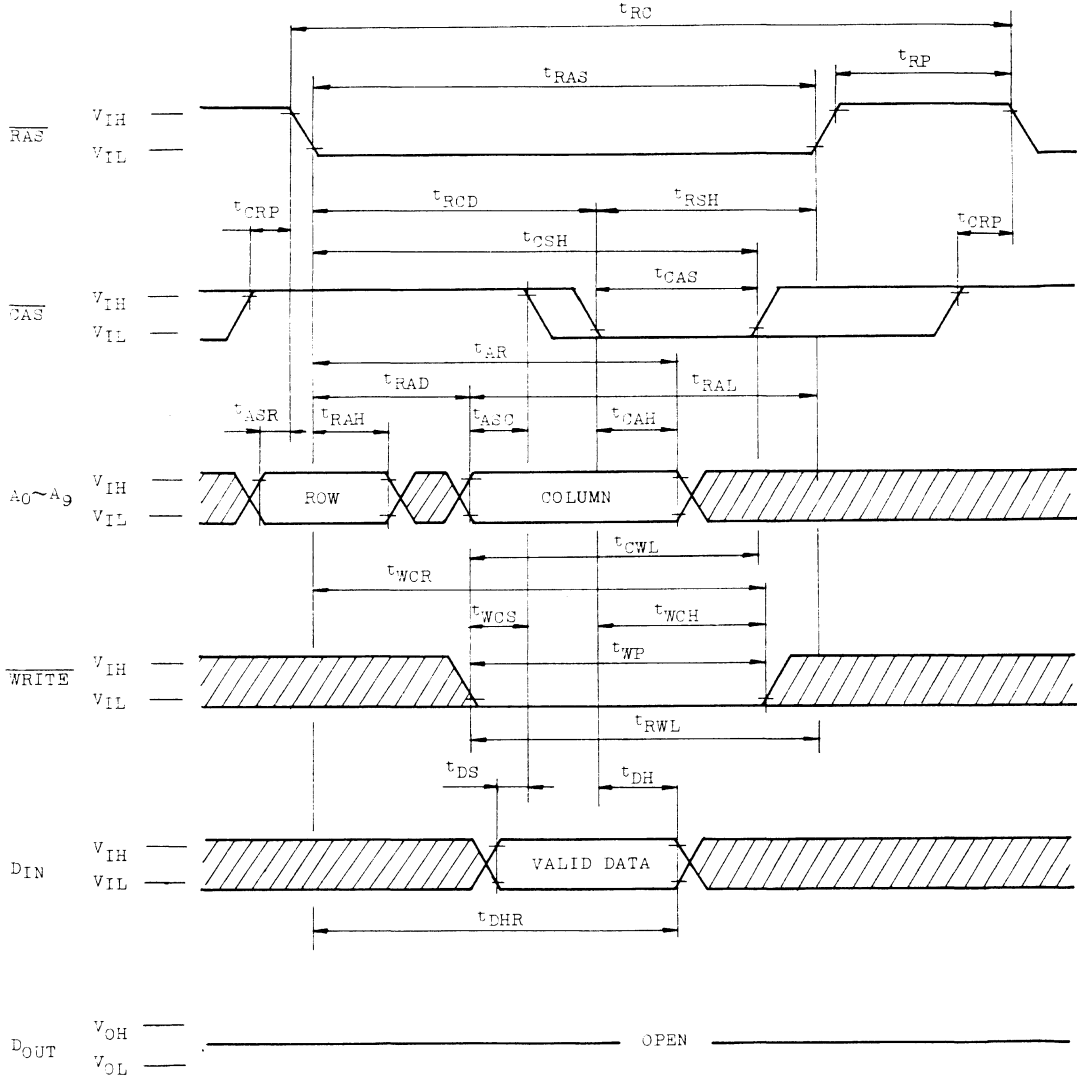 tRC
tRP
tRAS
RAS VIH
VIL
tRCD tRSH
tCRP tCRP
tCSH
tCAS
CAS VIH
VIL
tAR
tRAD tRAL
tASR tRAH tASC tCAH
A0~A9 VIH
VIL
ROW COLUMN
tCWL
tWCR
tWCS tWCH
tWP
WRITE VIH
VIL
tRWL
tDS tDH
DIN VIH
VIL
VALID DATA
tDHR
DOUT VOH
VOL
OPEN